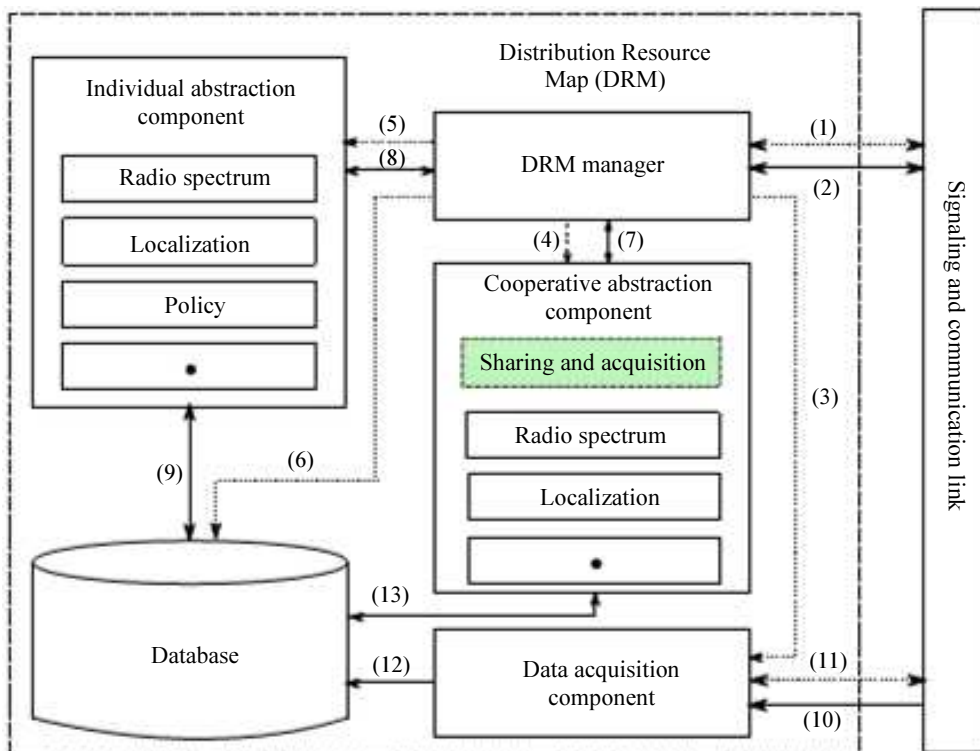 Distribution Resource
Map (DRM)
Individual abstraction
component
Radio spectrum
Localization
Policy
(5)
(8)
DRM manager
(1)
(2)
(4)
(7)
Cooperative abstraction
component
Sharing and acquisition
Radio spectrum
Localization
(3)
(6)
(9)
Database
(13)
(12)
Data acquisition
component
(11)
(10)
Signaling and communication link